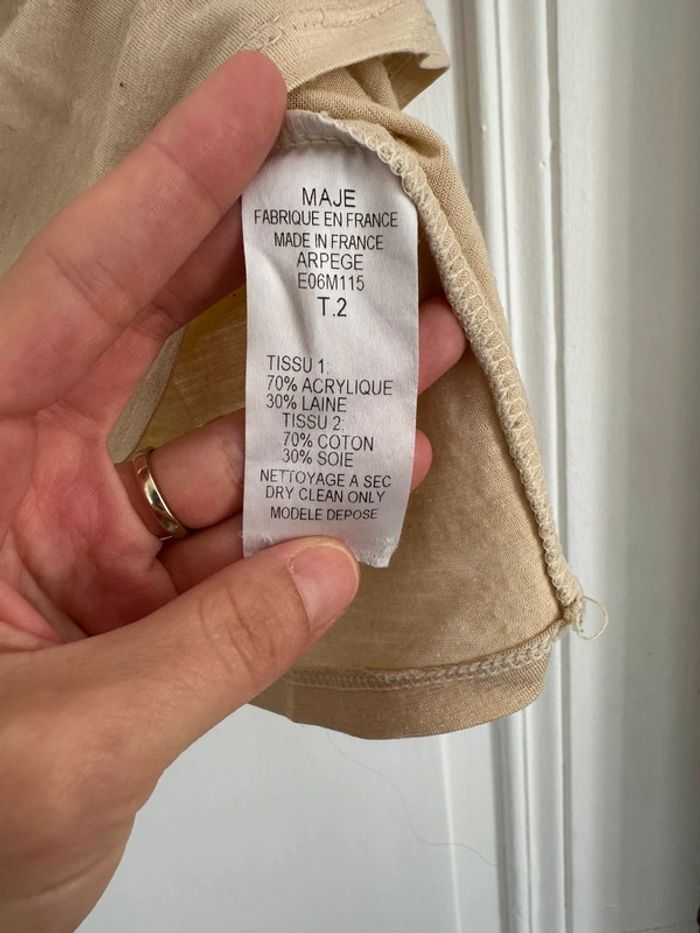 MAJE
FABRIQUE EN FRANCE
MADE IN FRANCE
ARPEGE
E06M115
T.2
TISSU 1:
70% ACRYLIQUE
30% LAINE
TISSU 2:
70% COTON
30% SOIE
NETTOYAGE A SEC
DRY CLEAN ONLY
MODELE DEPOSE